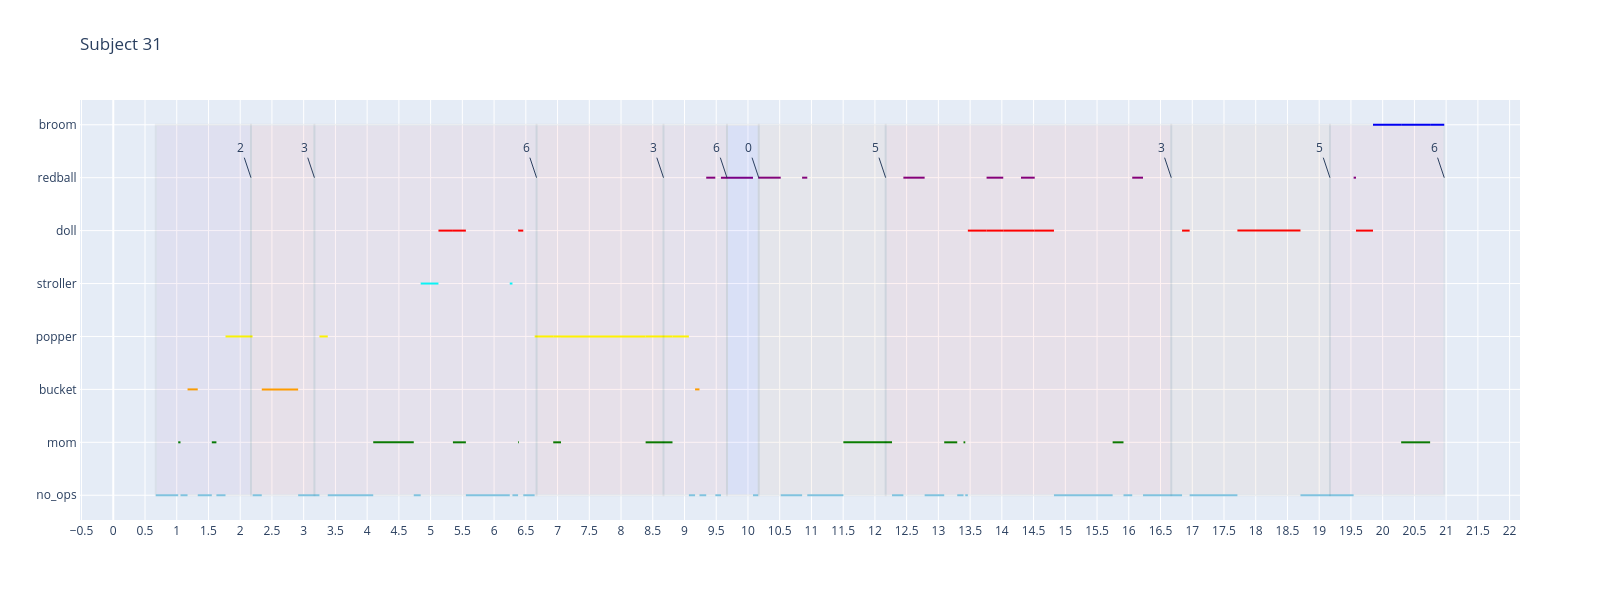 Subject 31
broom
2 3 6 3 6 0 5 3 5 6
redball
doll
stroller
popper
bucket
mom
no_ops
−0.5 0 0.5 1 1.5 2 2.5 3 3.5 4 4.5 5 5.5 6 6.5 7 7.5 8 8.5 9 9.5 10 10.5 11 11.5 12 12.5 13 13.5 14 14.5 15 15.5 16 16.5 17 17.5 18 18.5 19 19.5 20 20.5 21 21.5 22